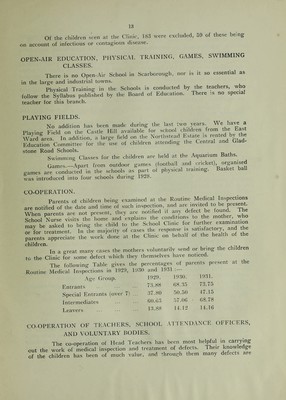 12
Of the children seen at the Clinic, 183 were excluded, 59 of these being
on account of infectious or contagious disease.
OPEN-AIR EDUCATION, PHYSICAL TRAINING, GAMES, SWIMMING
CLASSES.
There is no Open-Air School in Scarborough, nor is it so essential as
in the large and industrial towns.
Physical Training in the Schools is conducted by the teachers, who
follow the Syllabus published by the Board of Education. There is no special
teacher for this branch.
PLAYING FIELDS.
No addition has been made during the last two years. We have a
Playing Field on the Castle Hill available for school children from the East
Ward area. In addition, a large field on the Northstead Estate is rented by the
Education Committee for the use of children attending the Central and Glad-
stone Road Schools.
Swimming Classes for the children are held at the Aquarium Baths.
Games.—Apart from outdoor games (football and cricket), organised
games are conducted in the schools as part of physical training. Basket ball
was introduced into four schools during 1928.
CO-OPERATION.
Parents of children being examined at the Routine Medical Inspections
are notified of the date and time of such inspection, and are invited to be present.
When parents are not present, they are notified if any defect be found. The
School Nurse visits the home and explains the conditions to the mother, who
may be asked to bring the child to the School Clinic for further examination
or for treatment. In the majority of cases the response is satisfactory, and the
parents appreciate the work done at the Clinic on behalf of the health of the
children.
In a great many cases the mothers voluntarily send or bring the children
to the Clinic for some defect which they themselves have noticed.
The following Table gives the percentages of parents present at the
Routine Medical Inspections in 1929, 1930 and 1931 :—
Age Group. 1929. 1930. 1931.
Entrants 75.88 68.35 72.75
Special Entrants (over 7) 37.80 50.50 47.15
Intermediates 60.63 57.06 68.78
Leavers 13.89 14.12 14.16
CO-OPERATION OF TEACHERS, SCHOOL ATTENDANCE OFFICERS,
AND VOLUNTARY BODIES.
The co-operation of Head Teachers has been most helpful in carrying
out the work of medical inspection and treatment of defects. Their knowledge
of the children has been of much value, and through them many defects are